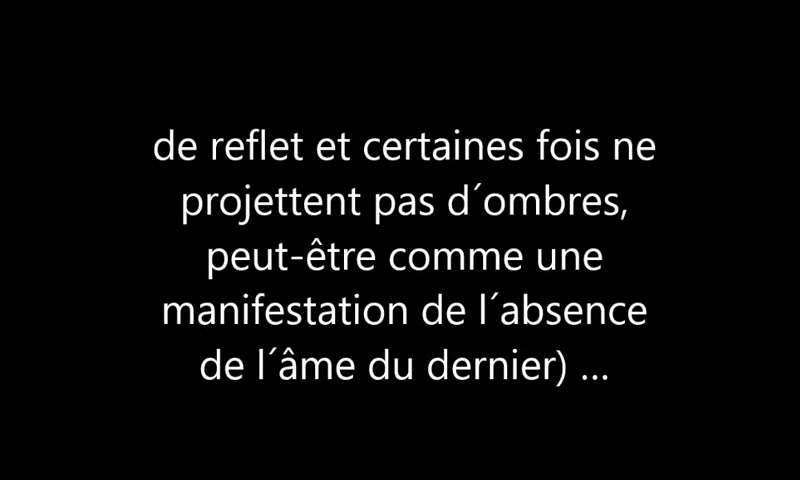 de reflet et certaines fois ne
projettent pas d´ombres,
peut-être comme une
manifestation de l´absence
de l´âme du dernier) ...